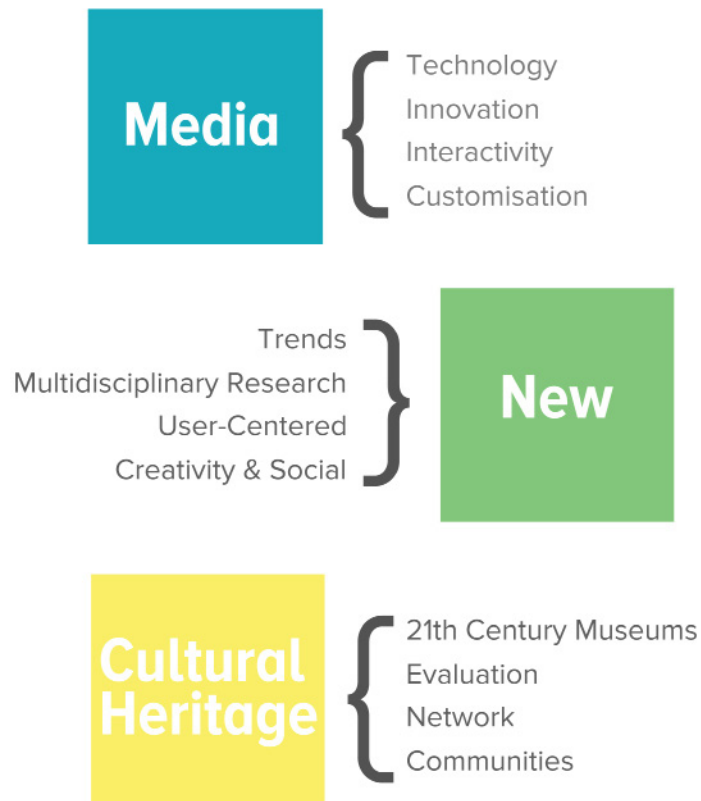 Media
Technology
Innovation
Interactivity
Customisation
Trends
Multidisciplinary Research
User-Centered
Creativity & Social
New
Cultural
Heritage
21th Century Museums
Evaluation
Network
Communities